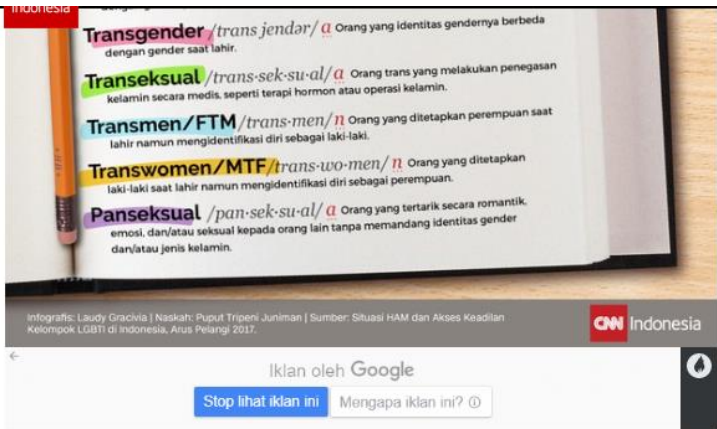 Indonesia
Transgender /trans jendər/ a Orang yang identitas gendernya berbeda
dengan gender saat lahir.
Transeksual /trans·sek·su·al/ a Orang trans yang melakukan penegasan
kelamin secara medis, seperti terapi hormon atau operasi kelamin.
Transmen/FTM /trans·men/ n Orang yang ditetapkan perempuan saat
lahir namun mengidentifikasi diri sebagai laki-laki.
Transwomen/MTF /trans·wo·men/ n Orang yang ditetapkan
laki-laki saat lahir namun mengidentifikasi diri sebagai perempuan.
Panseksual /pan·sek·su·al/ a Orang yang tertarik secara romantik,
emosi, dan/atau seksual kepada orang lain tanpa memandang identitas gender
dan/atau jenis kelamin.
Infografis: Laudy Gracivia | Naskah: Puput Tripeni Juniman | Sumber: Situasi HAM dan Akses Keadilan
Kelompok LGBTI di Indonesia, Arus Pelangi 2017.
CNN Indonesia
Iklan oleh Google
Stop lihat iklan ini
Mengapa iklan ini?